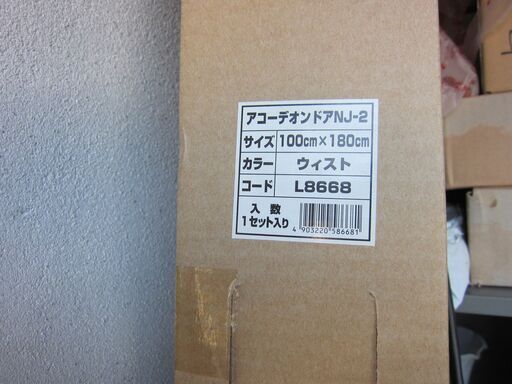 アコーデオンドアNJ-2
サイズ 100cm×180cm
カラー ウィスト
コード L8668
入数
1セット入り
4 903220 586681